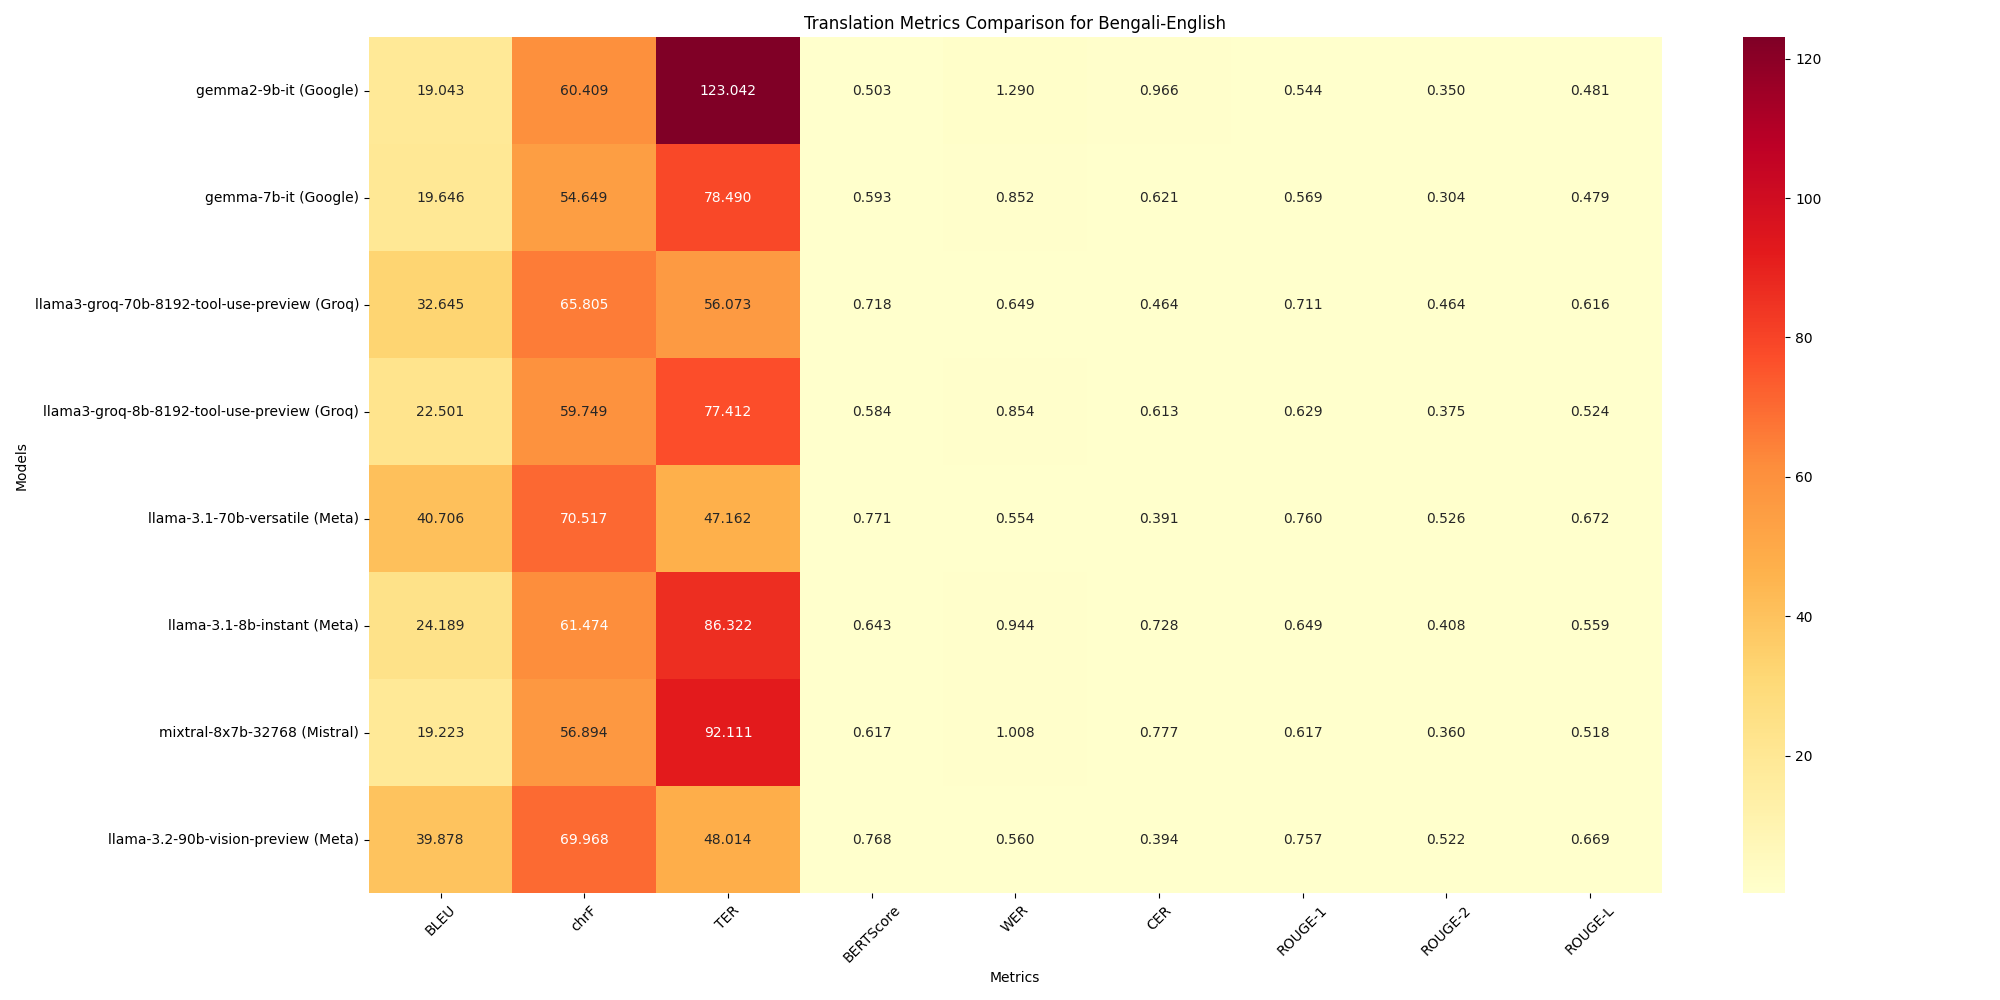 Translation Metrics Comparison for Bengali-English
gemma2-9b-it (Google) 19.043 60.409 123.042 0.503 1.290 0.966 0.544 0.350 0.481
gemma-7b-it (Google) 19.646 54.649 78.490 0.593 0.852 0.621 0.569 0.304 0.479
llama3-groq-70b-8192-tool-use-preview (Groq) 32.645 65.805 56.073 0.718 0.649 0.464 0.711 0.464 0.616
llama3-groq-8b-8192-tool-use-preview (Groq) 22.501 59.749 77.412 0.584 0.854 0.613 0.629 0.375 0.524
llama-3.1-70b-versatile (Meta) 40.706 70.517 47.162 0.771 0.554 0.391 0.760 0.526 0.672
llama-3.1-8b-instant (Meta) 24.189 61.474 86.322 0.643 0.944 0.728 0.649 0.408 0.559
mixtral-8x7b-32768 (Mistral) 19.223 56.894 92.111 0.617 1.008 0.777 0.617 0.360 0.518
llama-3.2-90b-vision-preview (Meta) 39.878 69.968 48.014 0.768 0.560 0.394 0.757 0.522 0.669
Models
BLEU chrF TER BERTScore WER CER ROUGE-1 ROUGE-2 ROUGE-L
Metrics
120
100
80
60
40
20